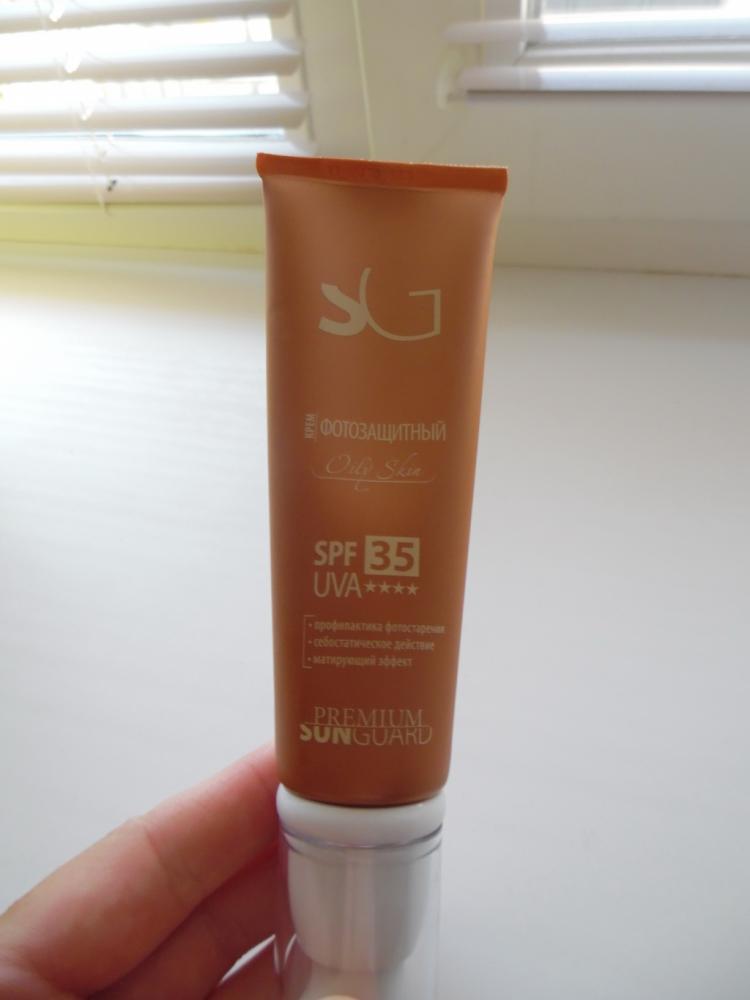 SG
КРЕМ
ФОТОЗАЩИТНЫЙ
Oily Skin
SPF 35
UVA★★★★
• профилактика фотостарения
• себостатическое действие
• матирующий эффект
PREMIUM
SUNGUARD